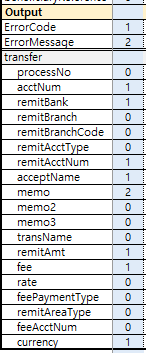 Output
ErrorCode 1
ErrorMessage 2
transfer
processNo 0
acctNum 1
remitBank 1
remitBranch 0
remitBranchCode 0
remitAcctType 0
remitAcctNum 1
acceptName 1
memo 2
memo2 0
memo3 0
transName 0
remitAmt 1
fee 1
rate 0
feePaymentType 0
remitAreaType 0
feeAcctNum 0
currency 1